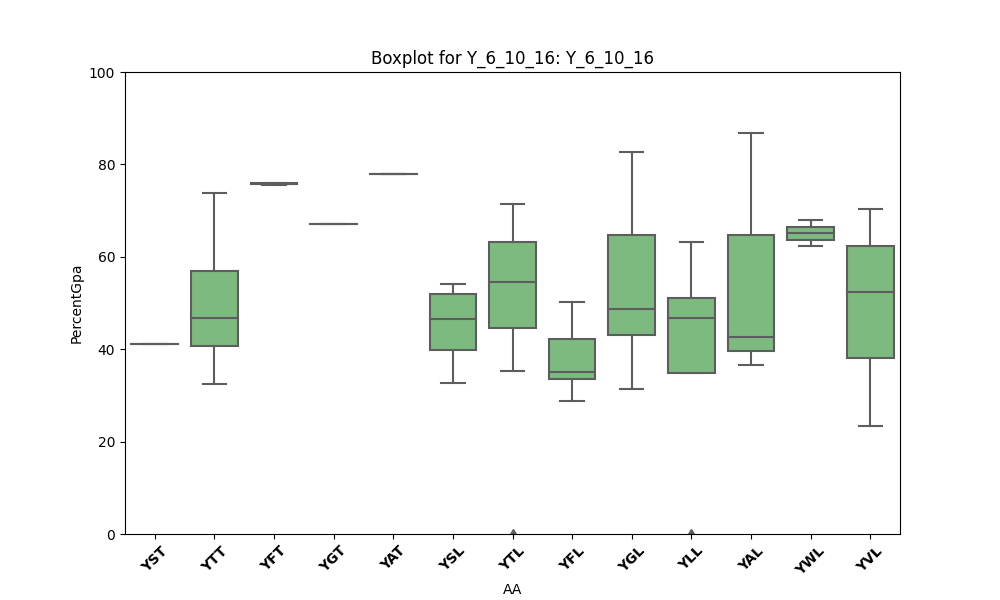 Boxplot for Y_6_10_16: Y_6_10_16
100
80
60
40
20
0
PercentGpa
YST YTT YFT YGT YAT YSL YTL YFL YGL YLL YAL YWL YVL
AA